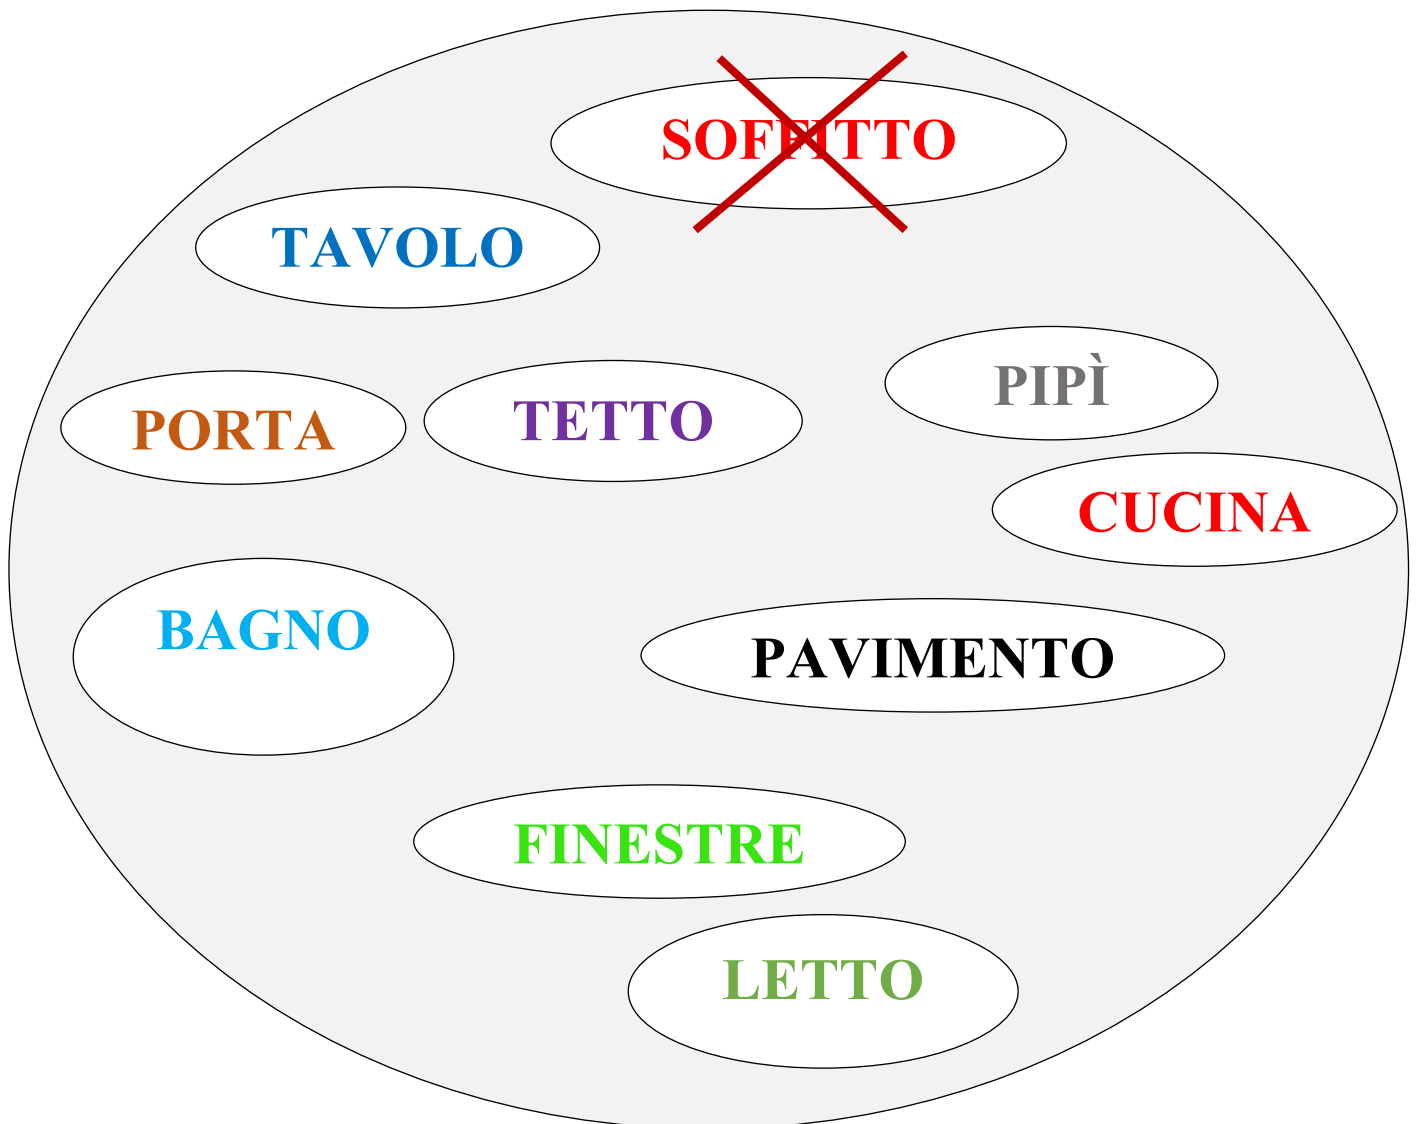 SOFFITTO
TAVOLO
PIPÌ
PORTA
TETTO
CUCINA
BAGNO
PAVIMENTO
FINESTRE
LETTO